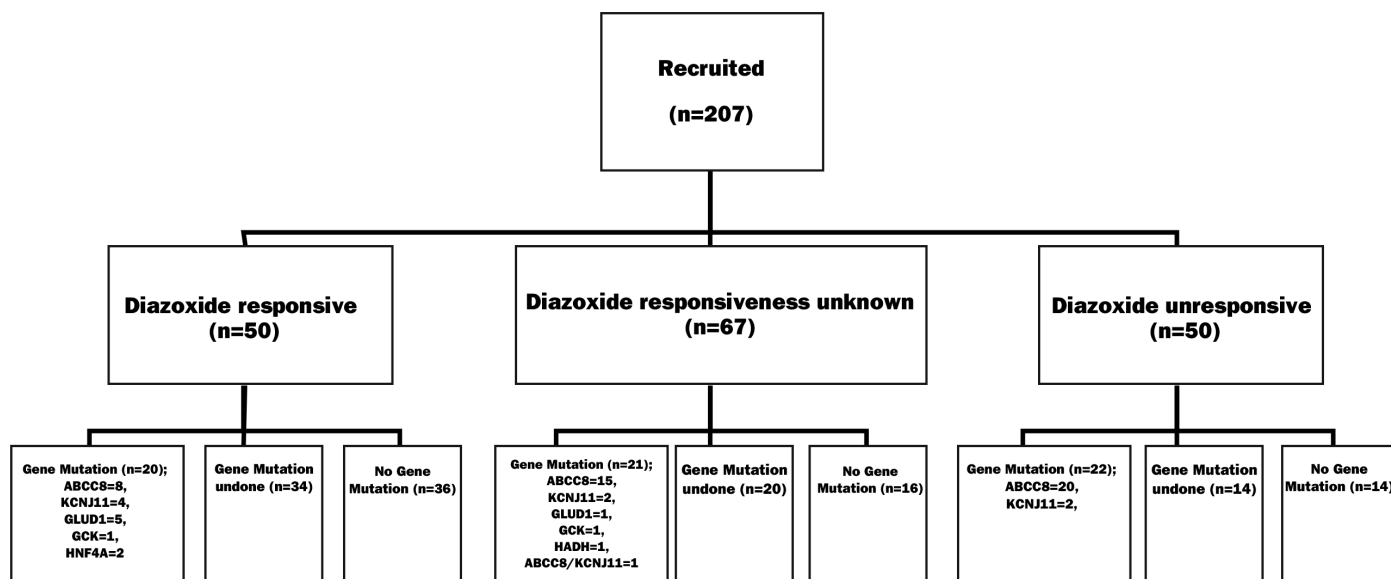 Recruited
(n=207)
Diazoxide responsive
(n=50)
Diazoxide responsiveness unknown
(n=67)
Diazoxide unresponsive
(n=50)
Gene Mutation (n=20);
ABCC8=8,
KCNJ11=4,
GLUD1=5,
GCK=1,
HNF4A=2
Gene Mutation
undone (n=34)
No Gene
Mutation (n=36)
Gene Mutation (n=21);
ABCC8=15,
KCNJ11=2,
GLUD1=1,
GCK=1,
HADH=1,
ABCC8/KCNJ11=1
Gene Mutation
undone (n=20)
No Gene
Mutation (n=16)
Gene Mutation (n=22);
ABCC8=20,
KCNJ11=2,
Gene Mutation
undone (n=14)
No Gene
Mutation (n=14)